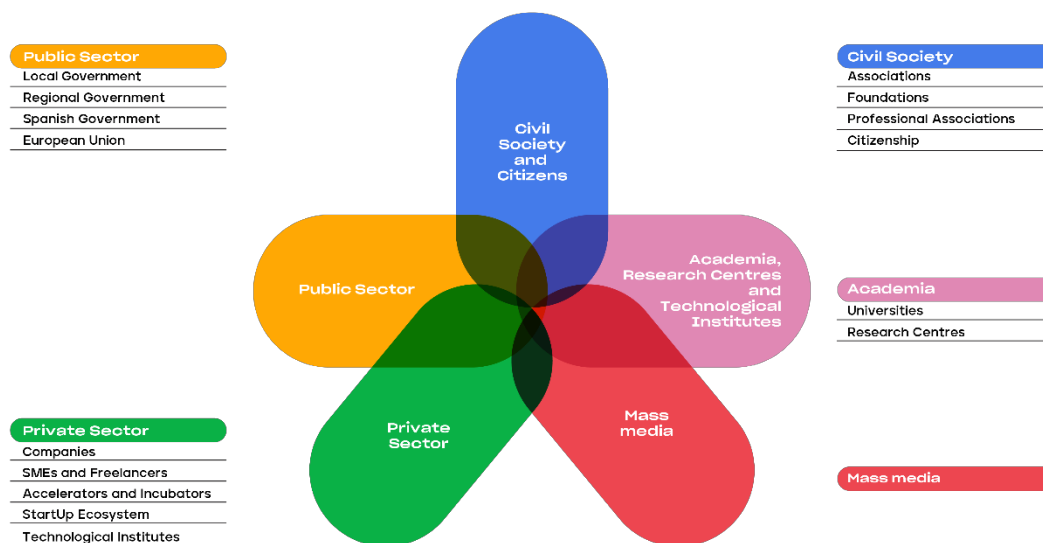 Public Sector
Local Government
Regional Government
Spanish Government
European Union
Civil Society
Associations
Foundations
Professional Associations
Citizenship
Civil
Society
and
Citizens
Public Sector
Academia,
Research Centres
and
Technological
Institutes
Academia
Universities
Research Centres
Private Sector
Companies
SMEs and Freelancers
Accelerators and Incubators
StartUp Ecosystem
Technological Institutes
Private
Sector
Mass
media
Mass media